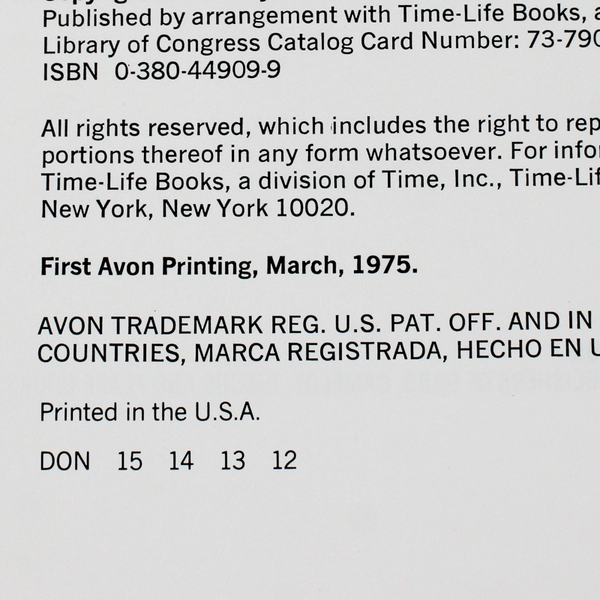 Published by arrangement with Time-Life Books,
Library of Congress Catalog Card Number: 73-790
ISBN 0-380-44909-9
All rights reserved, which includes the right to rep
portions thereof in any form whatsoever. For infor
Time-Life Books, a division of Time, Inc., Time-Lif
New York, New York 10020.
First Avon Printing, March, 1975.
AVON TRADEMARK REG. U.S. PAT. OFF. AND IN
COUNTRIES, MARCA REGISTRADA, HECHO EN U
Printed in the U.S.A.
DON 15 14 13 12